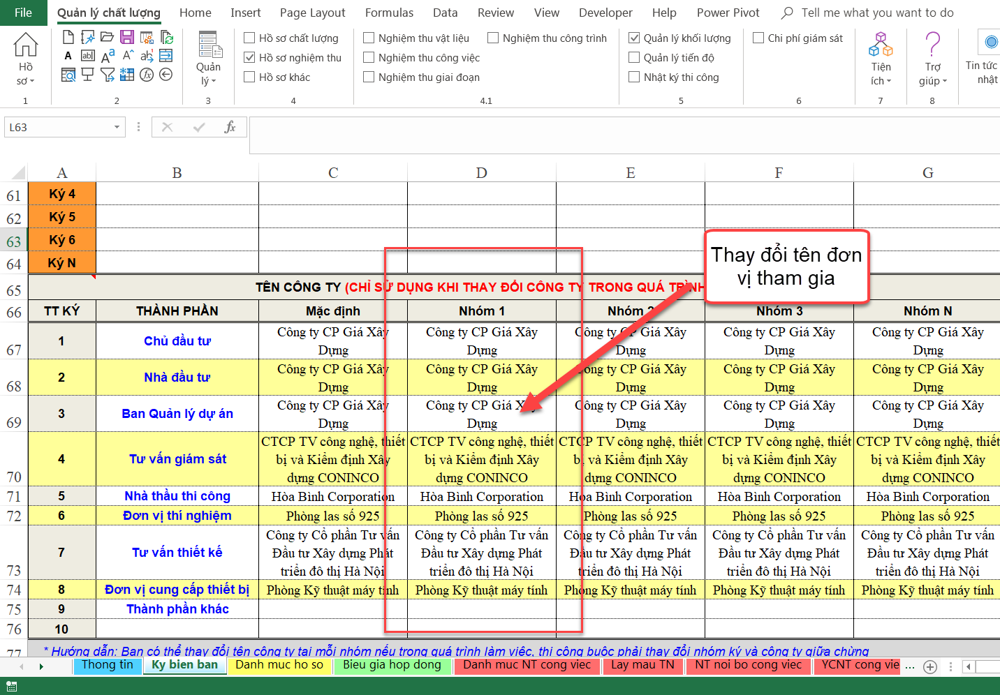 File Quản lý chất lượng Home Insert Page Layout Formulas Data Review View Developer Help Power Pivot Tell me what you want to do
Hồ sơ
1
2
Quản lý
3
Hồ sơ chất lượng
Hồ sơ nghiệm thu
Hồ sơ khác
4
Nghiệm thu vật liệu Nghiệm thu công trình
Nghiệm thu công việc
Nghiệm thu giai đoạn
4.1
Quản lý khối lượng
Quản lý tiến độ
Nhật ký thi công
5
Chi phí giám sát
6
Tiện ích
7
Trợ giúp
8
Tin tức
nhật
L63 fx
A B C D E F G
61 Ký 4
62 Ký 5
63 Ký 6
64 Ký N
Thay đổi tên đơn
vị tham gia
65 TÊN CÔNG TY (CHỈ SỬ DỤNG KHI THAY ĐỔI CÔNG TY TRONG QUÁ TRÌNH
66 TT KÝ THÀNH PHẦN Mặc định Nhóm 1 Nhóm 2 Nhóm 3 Nhóm N
67 1 Chủ đầu tư Công ty CP Giá Xây Dựng Công ty CP Giá Xây Dựng Công ty CP Giá Xây Dựng Công ty CP Giá Xây Dựng Công ty CP Giá Xây Dựng
68 2 Nhà đầu tư Công ty CP Giá Xây Dựng Công ty CP Giá Xây Dựng Công ty CP Giá Xây Dựng Công ty CP Giá Xây Dựng Công ty CP Giá Xây Dựng
69 3 Ban Quản lý dự án Công ty CP Giá Xây Dựng Công ty CP Giá Xây Dựng Công ty CP Giá Xây Dựng Công ty CP Giá Xây Dựng Công ty CP Giá Xây Dựng
70 4 Tư vấn giám sát CTCP TV công nghệ, thiết bị và Kiểm định Xây dựng CONINCO CTCP TV công nghệ, thiết bị và Kiểm định Xây dựng CONINCO CTCP TV công nghệ, thiết bị và Kiểm định Xây dựng CONINCO CTCP TV công nghệ, thiết bị và Kiểm định Xây dựng CONINCO CTCP TV công nghệ, thiết bị và Kiểm định Xây dựng CONINCO
71 5 Nhà thầu thi công Hòa Bình Corporation Hòa Bình Corporation Hòa Bình Corporation Hòa Bình Corporation Hòa Bình Corporation
72 6 Đơn vị thí nghiệm Phòng las số 925 Phòng las số 925 Phòng las số 925 Phòng las số 925 Phòng las số 925
73 7 Tư vấn thiết kế Công ty Cổ phần Tư vấn Đầu tư Xây dựng Phát triển đô thị Hà Nội Công ty Cổ phần Tư vấn Đầu tư Xây dựng Phát triển đô thị Hà Nội Công ty Cổ phần Tư vấn Đầu tư Xây dựng Phát triển đô thị Hà Nội Công ty Cổ phần Tư vấn Đầu tư Xây dựng Phát triển đô thị Hà Nội Công ty Cổ phần Tư vấn Đầu tư Xây dựng Phát triển đô thị Hà Nội
74 8 Đơn vị cung cấp thiết bị Phòng Kỹ thuật máy tính Phòng Kỹ thuật máy tính Phòng Kỹ thuật máy tính Phòng Kỹ thuật máy tính Phòng Kỹ thuật máy tính
75 9 Thành phần khác
76 10
77 * Hướng dẫn: Bạn có thể thay đổi tên công ty tại mỗi nhóm nếu trong quá trình làm việc, thi công buộc phải thay đổi nhóm ký và công ty giữa chừng
Thong tin Ky bien ban Danh muc ho so Bieu gia hop dong Danh muc NT cong viec Lay mau TN NT noi bo cong viec YCNT cong vie ...